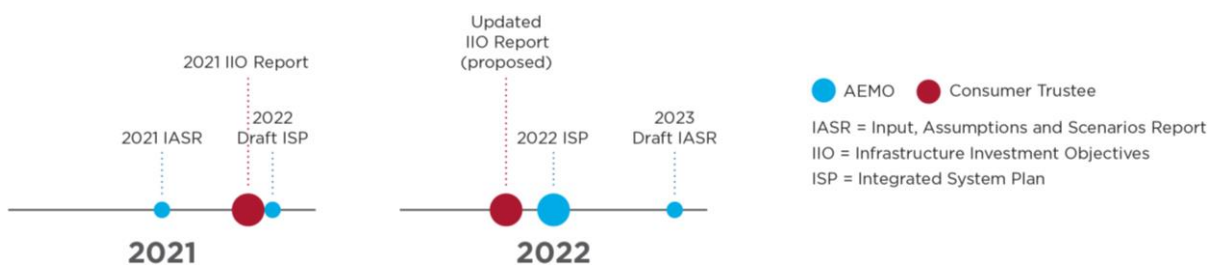 Updated
IIO Report
(proposed)
2021 IIO Report
2022
Draft ISP
2021 IASR
2022 ISP
2023
Draft IASR
AEMO
Consumer Trustee
IASR = Input, Assumptions and Scenarios Report
IIO = Infrastructure Investment Objectives
ISP = Integrated System Plan
2021
2022